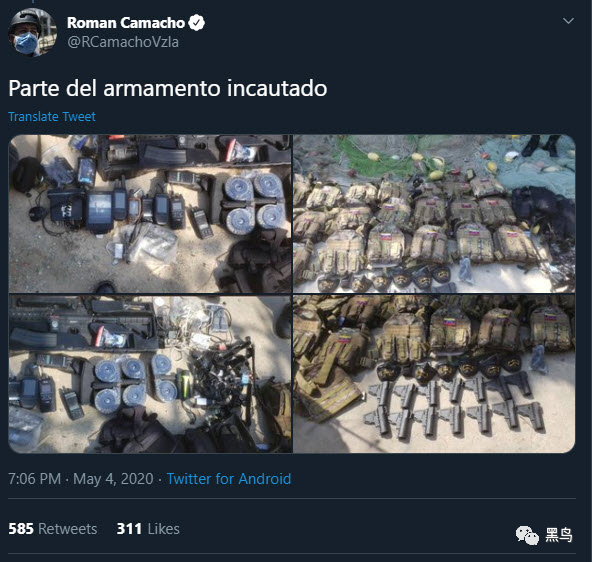 Roman Camacho
@RCamachoVzla
Parte del armamento incautado
Translate Tweet
7:06 PM · May 4, 2020 · Twitter for Android
585 Retweets 311 Likes
黑鸟